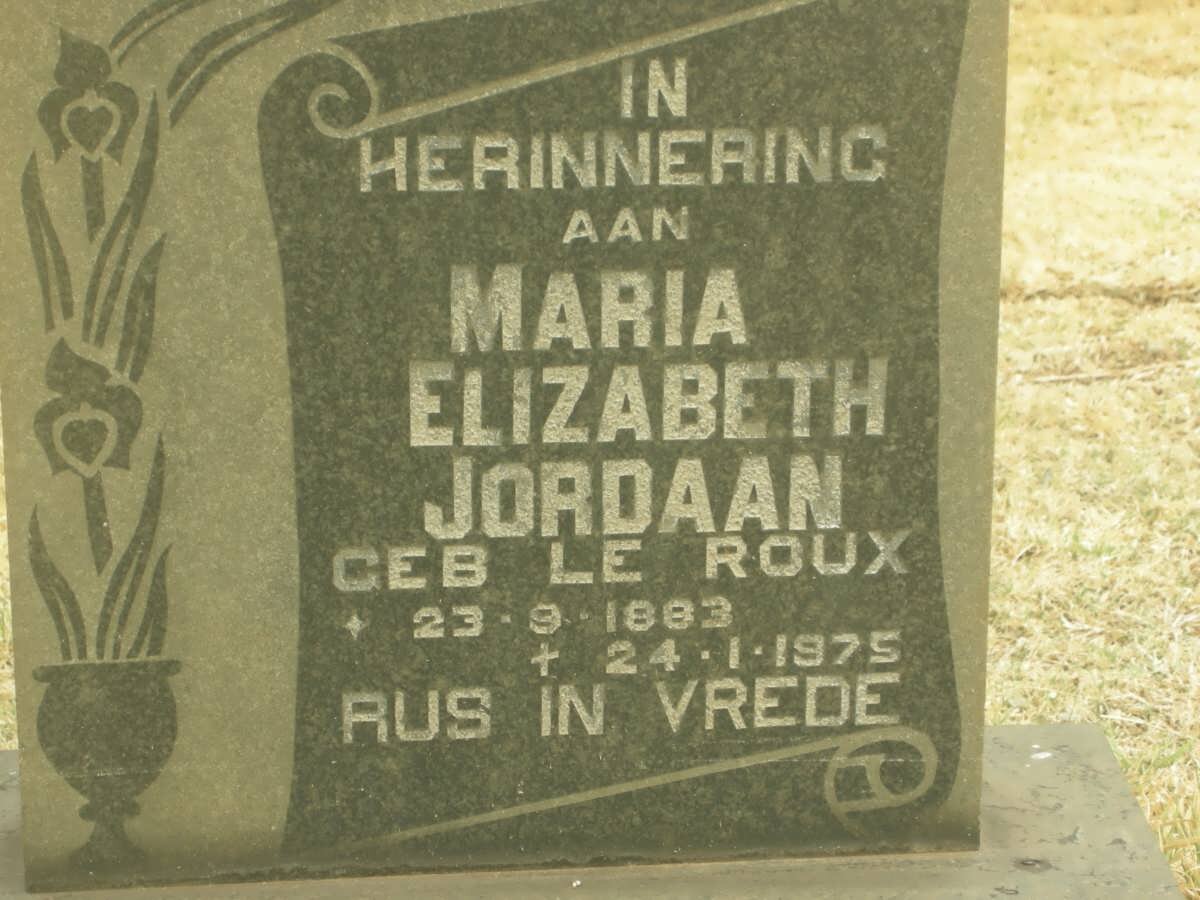 IN
HERINNERING
AAN
MARIA
ELIZABETH
JORDAAN
GEB LE ROUX
✦ 23·9·1883
✝ 24·1·1975
RUS IN VREDE